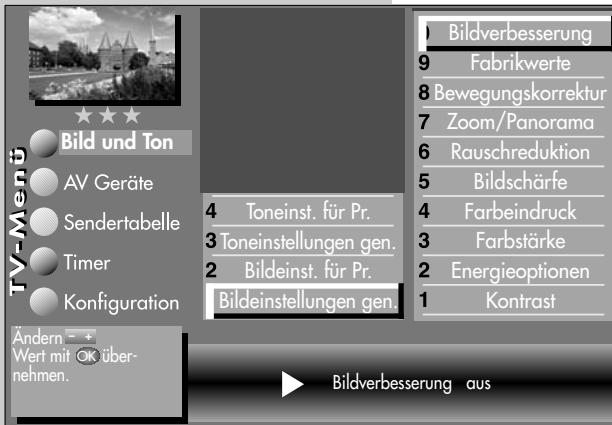 TV-Menü
Bild und Ton
AV Geräte
Sendertabelle
Timer
Konfiguration
4 Toneinst. für Pr.
3 Toneinstellungen gen.
2 Bildeinst. für Pr.
Bildeinstellungen gen.
Bildverbesserung
9 Fabrikwerte
8 Bewegungskorrektur
7 Zoom/Panorama
6 Rauschreduktion
5 Bildschärfe
4 Farbeindruck
3 Farbstärke
2 Energieoptionen
1 Kontrast
Ändern - +
Wert mit OK über-
nehmen.
Bildverbesserung aus